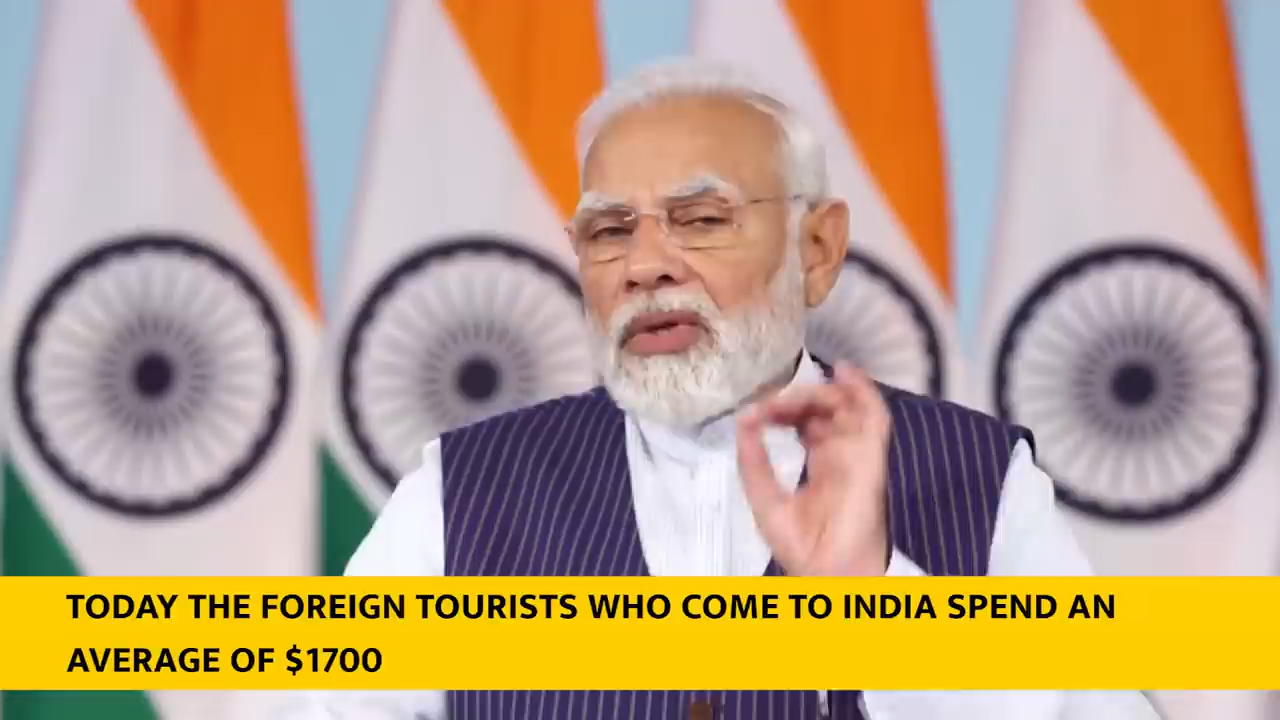 TODAY THE FOREIGN TOURISTS WHO COME TO INDIA SPEND AN
AVERAGE OF $1700